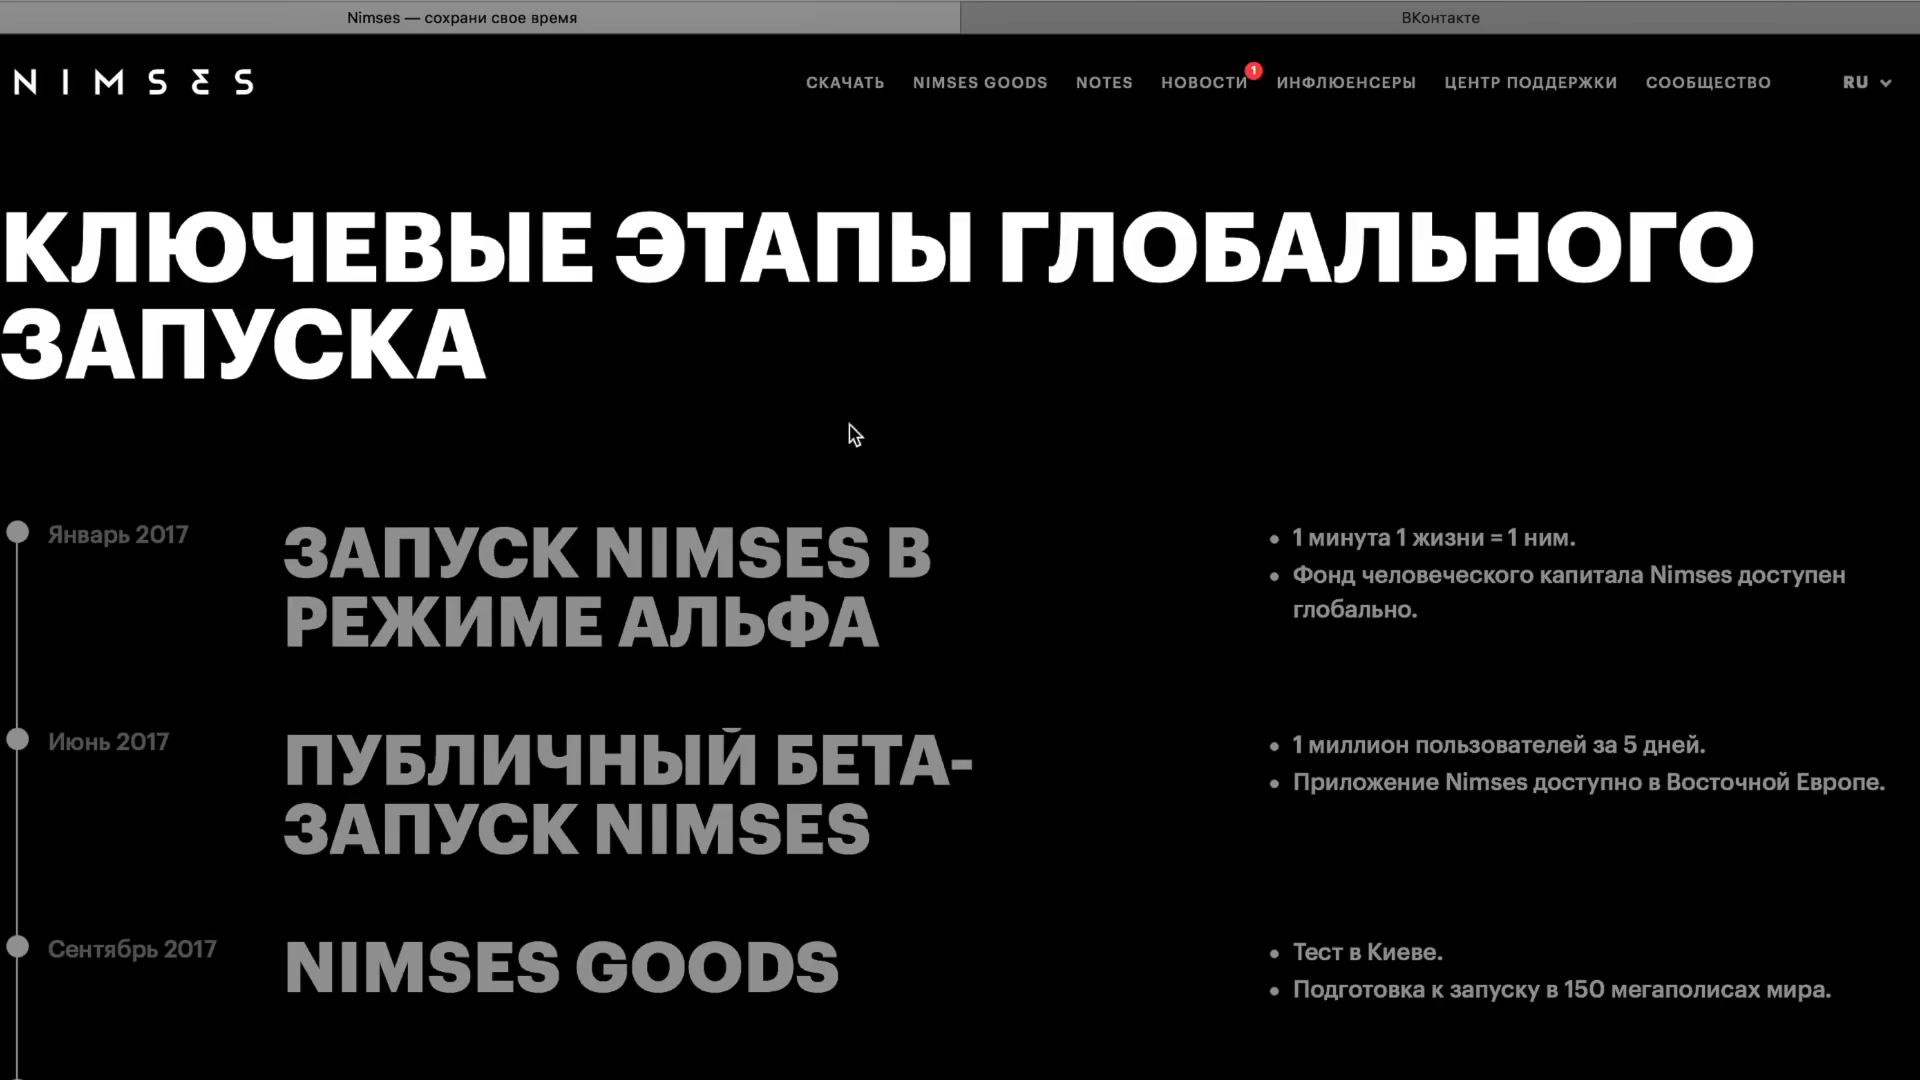 Nimses — сохрани свое время
ВКонтакте
NIMSES
СКАЧАТЬ
NIMSES GOODS
NOTES
НОВОСТИ
1
ИНФЛЮЕНСЕРЫ
ЦЕНТР ПОДДЕРЖКИ
СООБЩЕСТВО
RU
КЛЮЧЕВЫЕ ЭТАПЫ ГЛОБАЛЬНОГО
ЗАПУСКА
Январь 2017
ЗАПУСК NIMSES В
РЕЖИМЕ АЛЬФА
1 минута 1 жизни = 1 ним.
Фонд человеческого капитала Nimses доступен
глобально.
Июнь 2017
ПУБЛИЧНЫЙ БЕТА-
ЗАПУСК NIMSES
1 миллион пользователей за 5 дней.
Приложение Nimses доступно в Восточной Европе.
Сентябрь 2017
NIMSES GOODS
Тест в Киеве.
Подготовка к запуску в 150 мегаполисах мира.